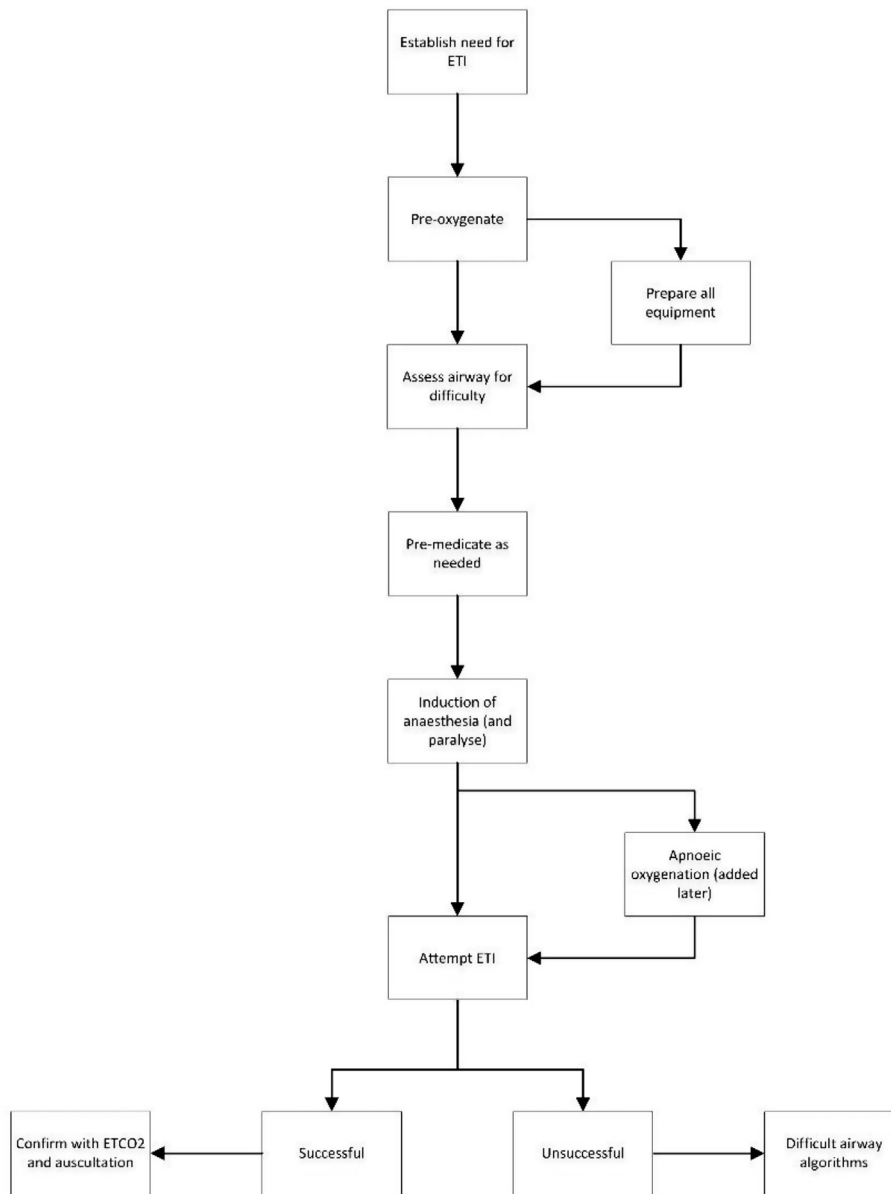 Establish need for
ETI
Pre-oxygenate
Prepare all
equipment
Assess airway for
difficulty
Pre-medicate as
needed
Induction of
anaesthesia (and
paralyse)
Apnoeic
oxygenation (added
later)
Attempt ETI
Confirm with ETCO2
and auscultation
Successful
Unsuccessful
Difficult airway
algorithms